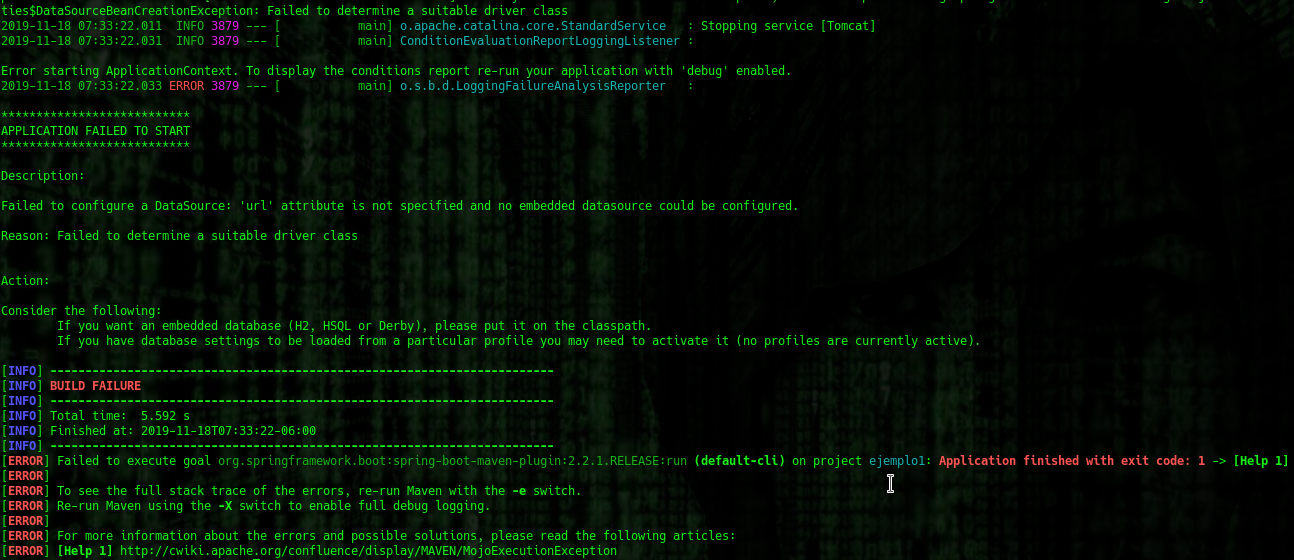 ties$DataSourceBeanCreationException: Failed to determine a suitable driver class
2019-11-18 07:33:22.011  INFO 3879 --- [           main] o.apache.catalina.core.StandardService   : Stopping service [Tomcat]
2019-11-18 07:33:22.031  INFO 3879 --- [           main] ConditionEvaluationReportLoggingListener :
Error starting ApplicationContext. To display the conditions report re-run your application with 'debug' enabled.
2019-11-18 07:33:22.033 ERROR 3879 --- [           main] o.s.b.d.LoggingFailureAnalysisReporter   :
***************************
APPLICATION FAILED TO START
***************************
Description:
Failed to configure a DataSource: 'url' attribute is not specified and no embedded datasource could be configured.
Reason: Failed to determine a suitable driver class
Action:
Consider the following:
        If you want an embedded database (H2, HSQL or Derby), please put it on the classpath.
        If you have database settings to be loaded from a particular profile you may need to activate it (no profiles are currently active).
[INFO] ------------------------------------------------------------------------
[INFO] BUILD FAILURE
[INFO] ------------------------------------------------------------------------
[INFO] Total time:  5.592 s
[INFO] Finished at: 2019-11-18T07:33:22-06:00
[INFO] ------------------------------------------------------------------------
[ERROR] Failed to execute goal org.springframework.boot:spring-boot-maven-plugin:2.2.1.RELEASE:run (default-cli) on project ejemplo1: Application finished with exit code: 1 -> [Help 1]
[ERROR]
[ERROR] To see the full stack trace of the errors, re-run Maven with the -e switch.
[ERROR] Re-run Maven using the -X switch to enable full debug logging.
[ERROR]
[ERROR] For more information about the errors and possible solutions, please read the following articles:
[ERROR] [Help 1] http://cwiki.apache.org/confluence/display/MAVEN/MojoExecutionException